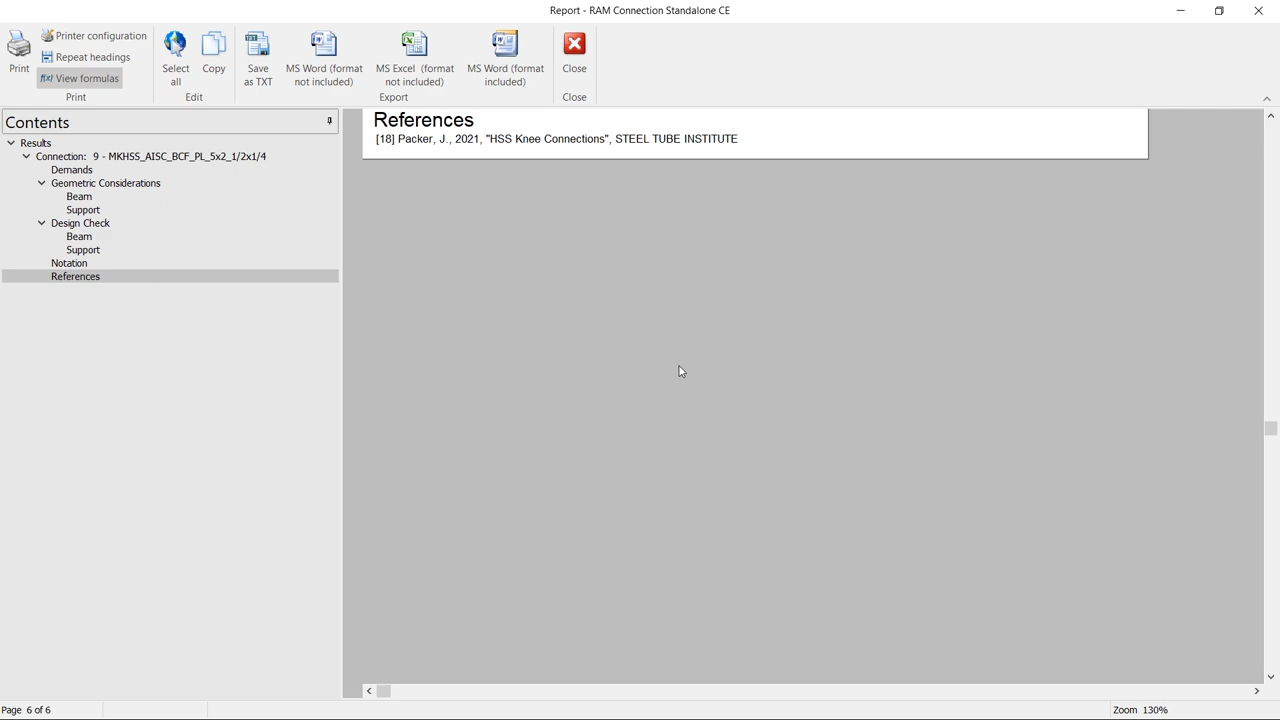 Report - RAM Connection Standalone CE
Print
Printer configuration
Repeat headings
f(x) View formulas
Print
Select all
Copy
Edit
Save as TXT
MS Word (format not included)
MS Excel (format not included)
MS Word (format included)
Export
Close
Close
Contents
Results
Connection: 9 - MKHSS_AISC_BCF_PL_5x2_1/2x1/4
Demands
Geometric Considerations
Beam
Support
Design Check
Beam
Support
Notation
References
References
[18] Packer, J., 2021, "HSS Knee Connections", STEEL TUBE INSTITUTE
Page 6 of 6
Zoom 130%